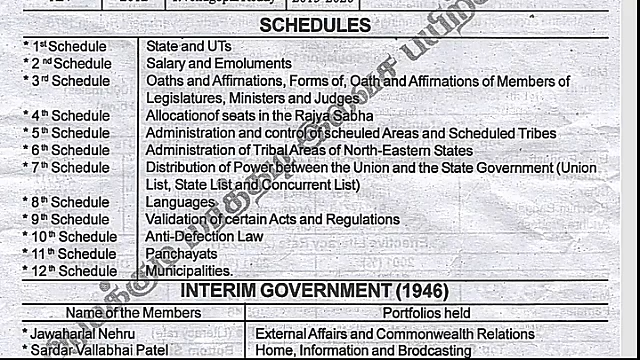 SCHEDULES
* 1st Schedule State and UTs
* 2nd Schedule Salary and Emoluments
* 3rd Schedule Oaths and Affirmations, Forms of, Oath and Affirnations of Members of
Legislatures, Ministers and Judges
* 4th Schedule Allocationof seats in the Rajya Sabha
* 5th Schedule Administration and control of scheuled Areas and Scheduled Tribes
* 6th Schedule Administration of Tribal Areas of North-Eastern States
* 7th Schedule Distribution of Power between the Union and the State Government (Union
List, State List and Concurrent List)
* 8th Schedule Languages
* 9th Schedule Validation of certain Acts and Regulations
* 10th Schedule Anti-Defection Law
* 11th Schedule Panchayats
* 12th Schedule Municipalities.
INTERIM GOVERNMENT (1946)
Name of the Members Portfolios held
* Jawaharlal Nehru External Affairs and Commonwealth Relations
* Sardar Vallabhai Patel Home, Information and Brodcasting